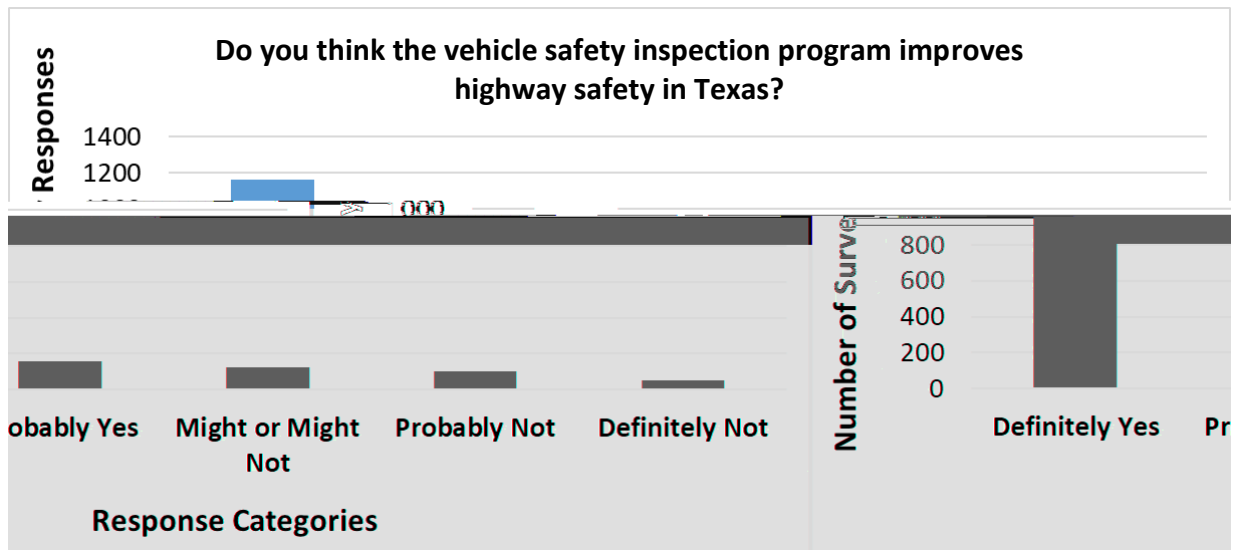 Do you think the vehicle safety inspection program improves
highway safety in Texas?
Responses
1400
1200
000
Number of Surve
800
600
400
200
0
obably Yes
Might or Might
Not
Probably Not
Definitely Not
Definitely Yes
Pr
Response Categories